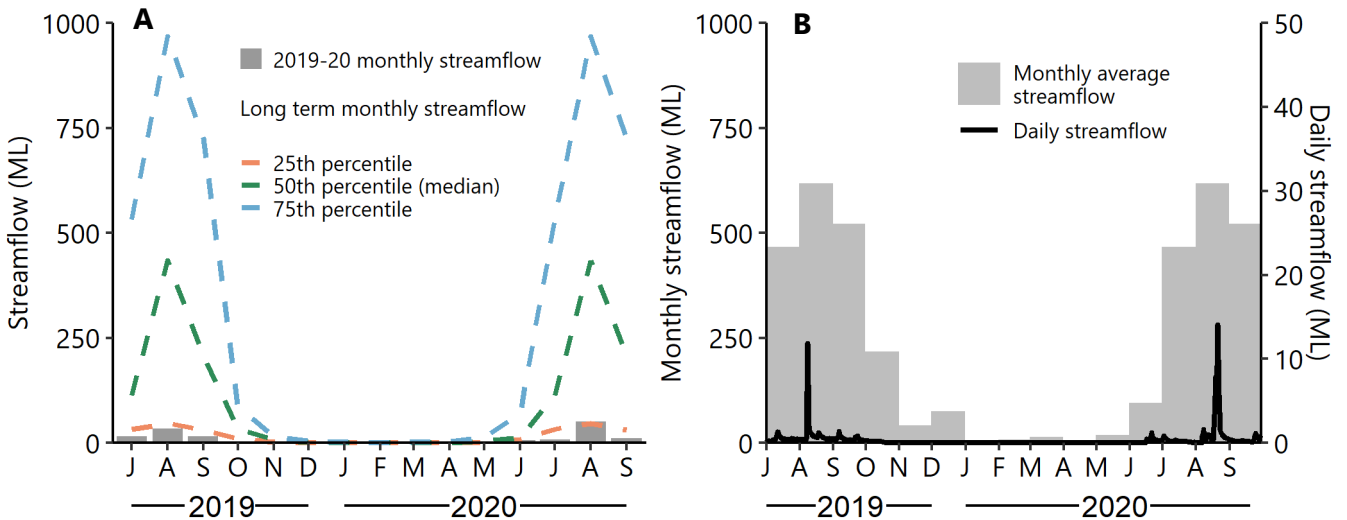 A
1000
750
500
250
0
Streamflow (ML)
2019-20 monthly streamflow
Long term monthly streamflow
25th percentile
50th percentile (median)
75th percentile
J A S O N D J F M A M J J A S
2019 2020
B
1000
750
500
250
0
Monthly streamflow (ML)
Monthly average
streamflow
Daily streamflow
50
40
30
20
10
0
Daily streamflow (ML)
J A S O N D J F M A M J J A S
2019 2020